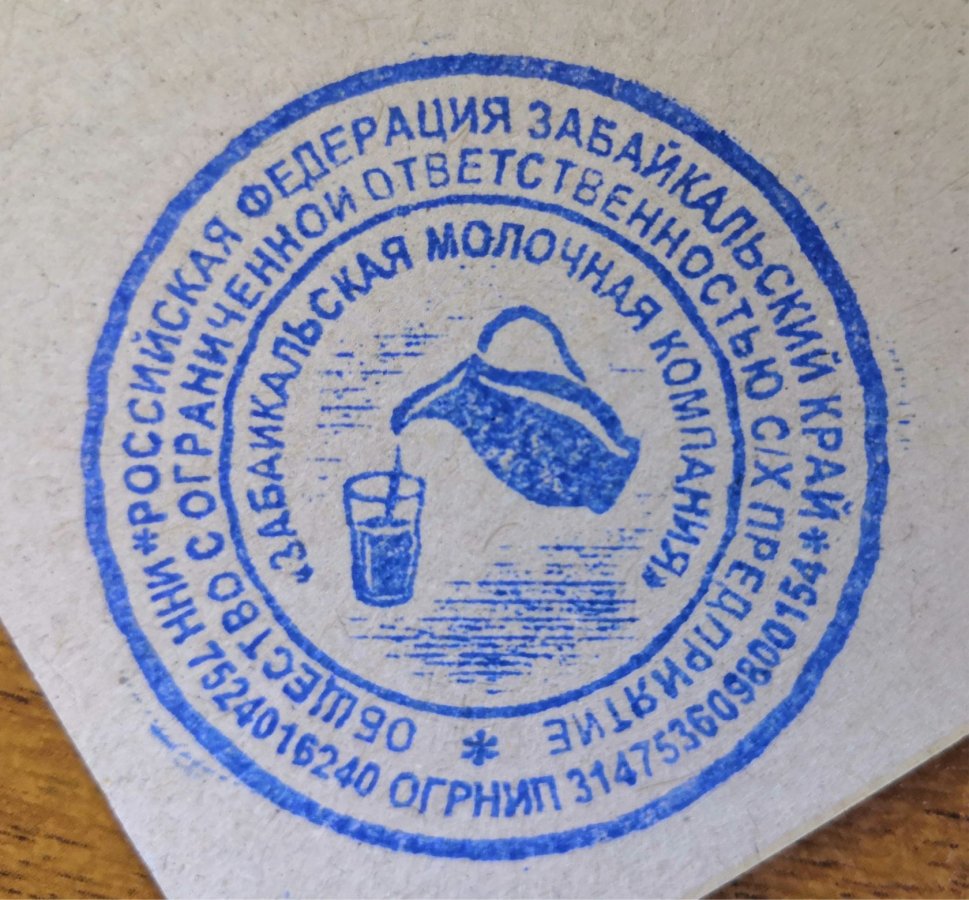 *РОССИЙСКАЯ ФЕДЕРАЦИЯ ЗАБАЙКАЛЬСКИЙ КРАЙ*
ИНН 7524016240 ОГРНИП 314753609800154
ОБЩЕСТВО С ОГРАНИЧЕННОЙ ОТВЕТСТВЕННОСТЬЮ С/Х ПРЕДПРИЯТИЕ *
«ЗАБАЙКАЛЬСКАЯ МОЛОЧНАЯ КОМПАНИЯ»